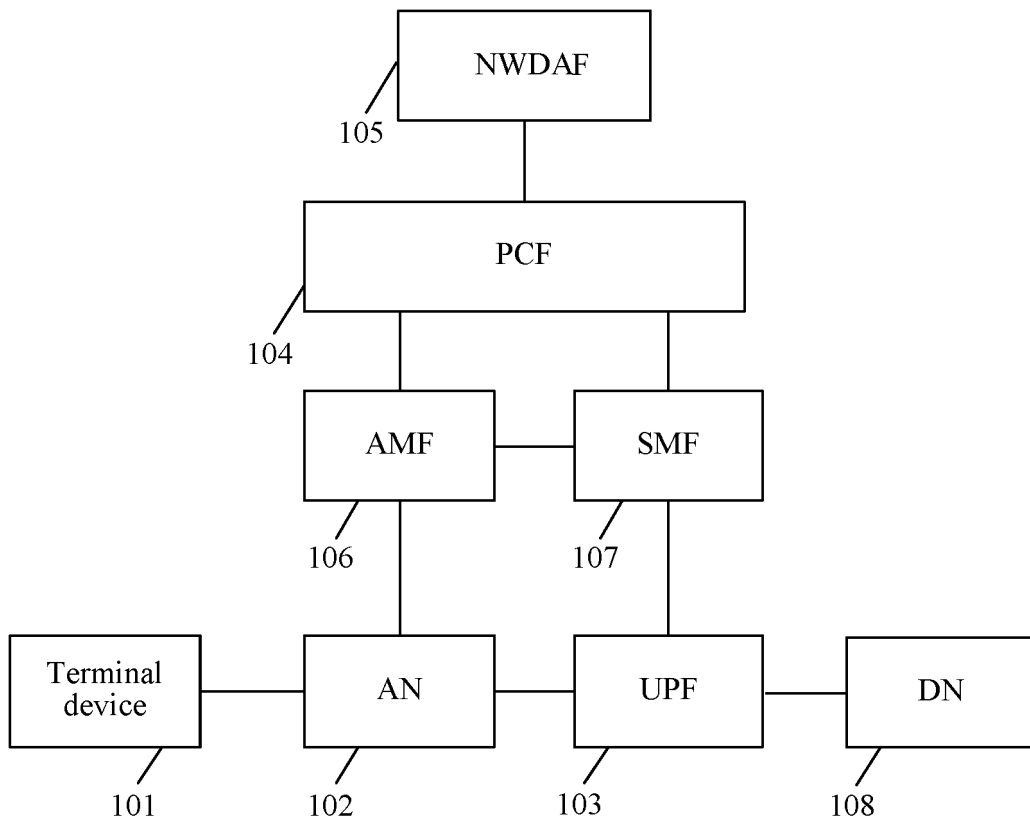 NWDAF
105
PCF
104
AMF
SMF
106
107
Terminal
device
AN
UPF
DN
101
102
103
108